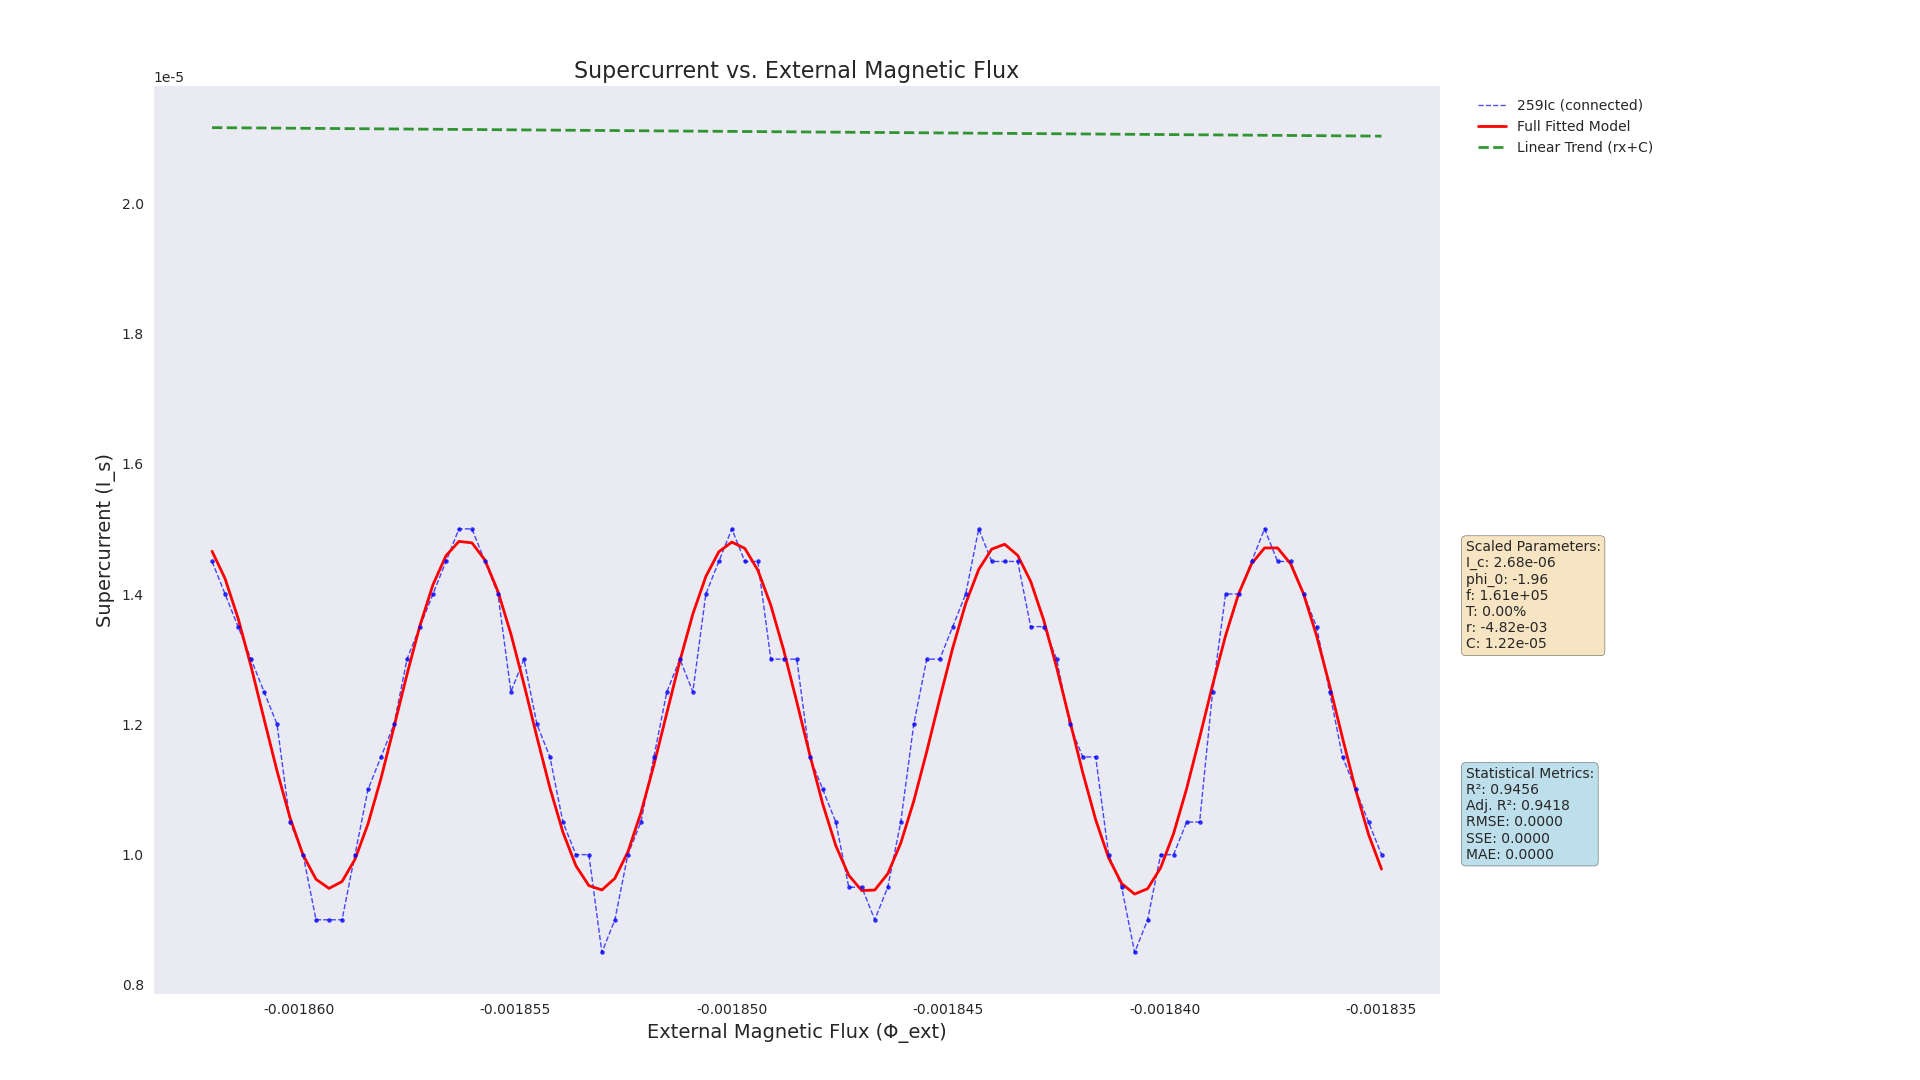 Supercurrent vs. External Magnetic Flux
1e-5
2.0
1.8
1.6
1.4
1.2
1.0
0.8
Supercurrent (I_s)
-0.001860
-0.001855
-0.001850
-0.001845
-0.001840
-0.001835
External Magnetic Flux (Φ_ext)
259Ic (connected)
Full Fitted Model
Linear Trend (rx+C)
Scaled Parameters:
I_c: 2.68e-06
phi_0: -1.96
f: 1.61e+05
T: 0.00%
r: -4.82e-03
C: 1.22e-05
Statistical Metrics:
R²: 0.9456
Adj. R²: 0.9418
RMSE: 0.0000
SSE: 0.0000
MAE: 0.0000